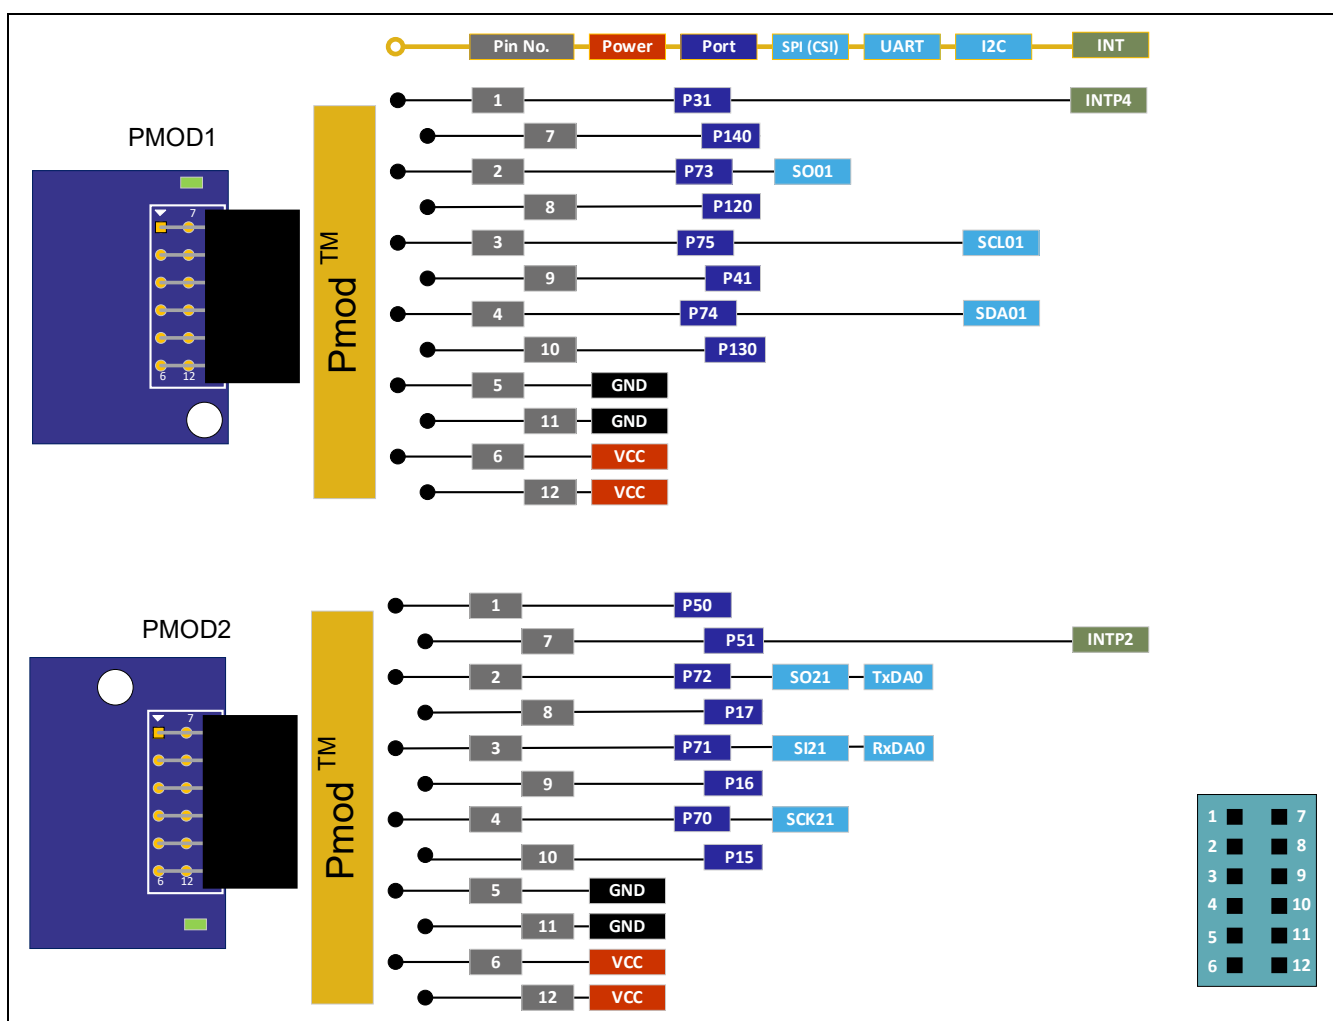 Pin No. Power Port SPI (CSI) UART I2C INT
PMOD1
7
6 12
Pmod TM
1 P31 INTP4
7 P140
2 P73 SO01
8 P120
3 P75 SCL01
9 P41
4 P74 SDA01
10 P130
5 GND
11 GND
6 VCC
12 VCC
PMOD2
7
6 12
Pmod TM
1 P50
7 P51 INTP2
2 P72 SO21 TxDA0
8 P17
3 P71 SI21 RxDA0
9 P16
4 P70 SCK21
10 P15
5 GND
11 GND
6 VCC
12 VCC
1 7
2 8
3 9
4 10
5 11
6 12